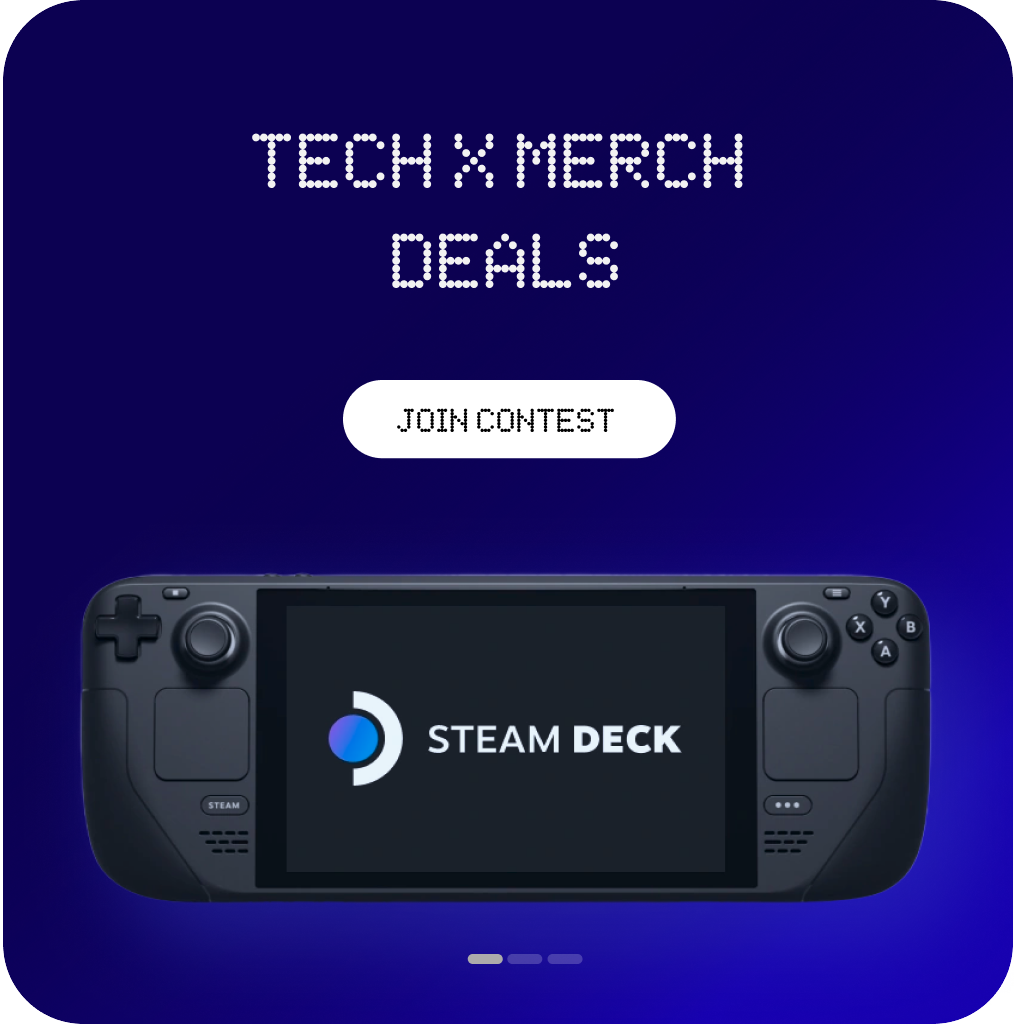 TECH X MERCH
DEALS
JOIN CONTEST
Y
X B
A
STEAM DECK
STEAM